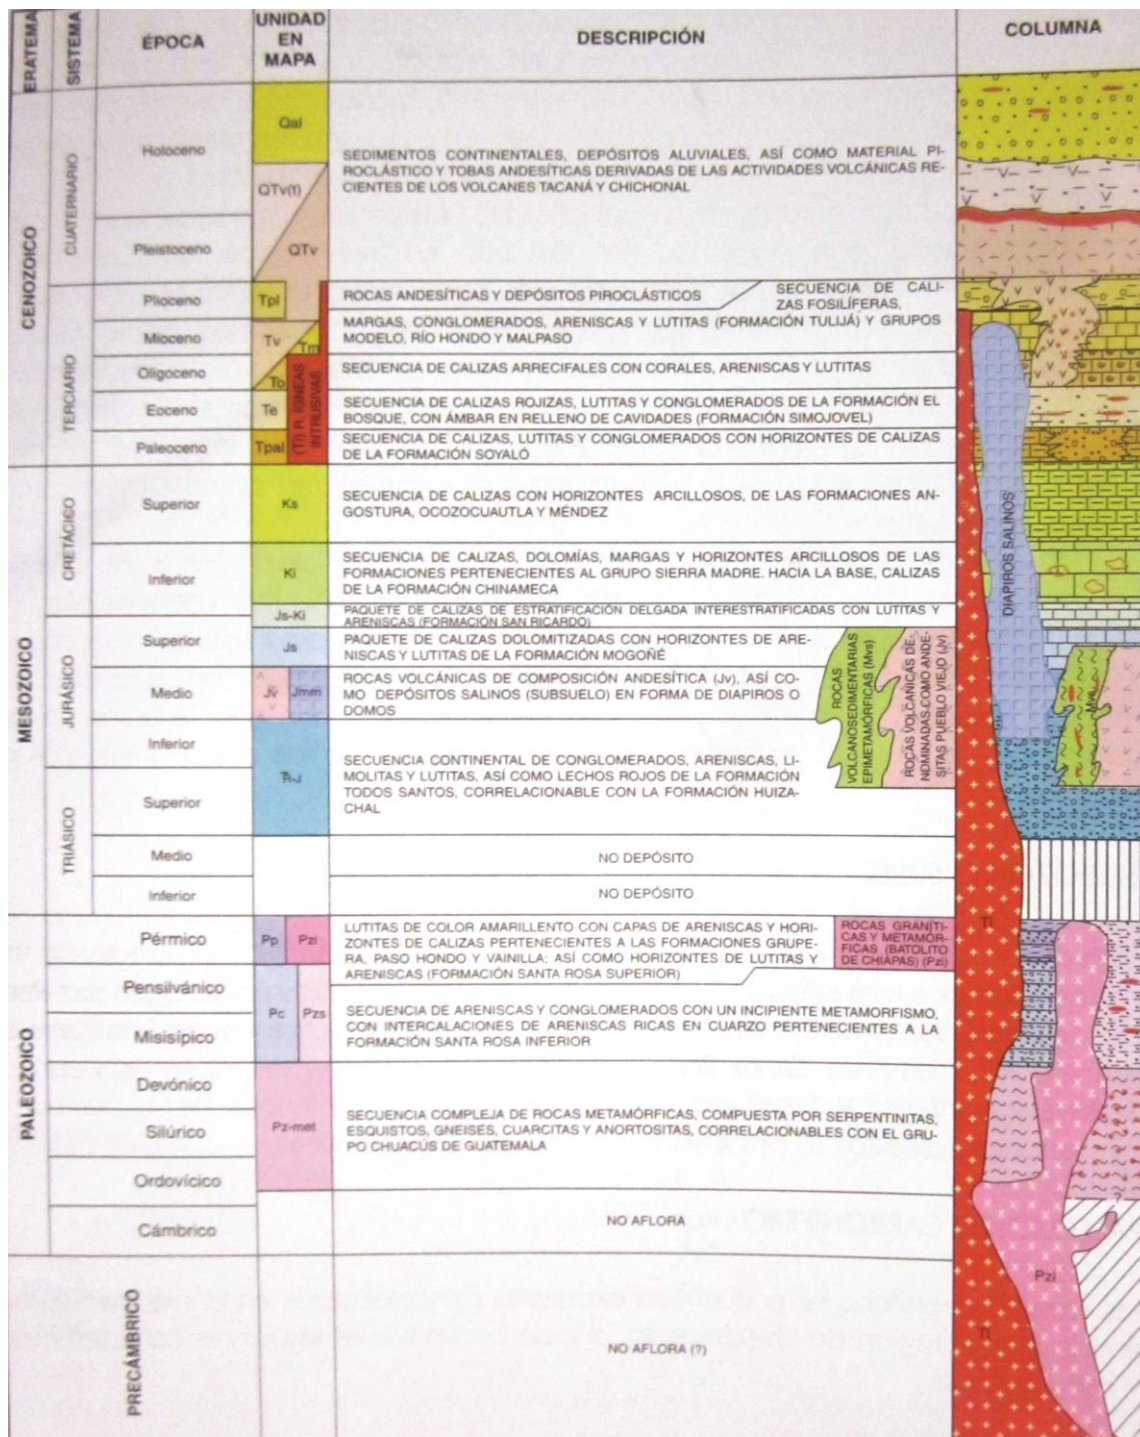 ERATEMA
SISTEMA
ÉPOCA
UNIDAD
EN
MAPA
DESCRIPCIÓN
COLUMNA
CENOZOICO
CUATERNARIO
Holoceno
Qal
QTv(t)
SEDIMENTOS CONTINENTALES, DEPÓSITOS ALUVIALES, ASÍ COMO MATERIAL PI-
ROCLÁSTICO Y TOBAS ANDESÍTICAS DERIVADAS DE LAS ACTIVIDADES VOLCÁNICAS RE-
CIENTES DE LOS VOLCANES TACANÁ Y CHICHONAL
Pleistoceno
QTv
TERCIARIO
Plioceno
Tpl
ROCAS ANDESÍTICAS Y DEPÓSITOS PIROCLÁSTICOS
SECUENCIA DE CALI-
ZAS FOSILÍFERAS,
Mioceno
Tv
Tm
MARGAS, CONGLOMERADOS, ARENISCAS Y LUTITAS (FORMACIÓN TULIJÁ) Y GRUPOS
MODELO, RÍO HONDO Y MALPASO
Oligoceno
To
SECUENCIA DE CALIZAS ARRECIFALES CON CORALES, ARENISCAS Y LUTITAS
(Ti) R. ÍGNEAS
INTRUSIVAS
Eoceno
Te
SECUENCIA DE CALIZAS ROJIZAS, LUTITAS Y CONGLOMERADOS DE LA FORMACIÓN EL
BOSQUE, CON ÁMBAR EN RELLENO DE CAVIDADES (FORMACIÓN SIMOJOVEL)
Paleoceno
Tpal
SECUENCIA DE CALIZAS, LUTITAS Y CONGLOMERADOS CON HORIZONTES DE CALIZAS
DE LA FORMACIÓN SOYALÓ
MESOZOICO
CRETÁCICO
Superior
Ks
SECUENCIA DE CALIZAS CON HORIZONTES ARCILLOSOS, DE LAS FORMACIONES AN-
GOSTURA, OCOZOCUAUTLA Y MÉNDEZ
DIAPIROS SALINOS
Inferior
Ki
SECUENCIA DE CALIZAS, DOLOMÍAS, MARGAS Y HORIZONTES ARCILLOSOS DE LAS
FORMACIONES PERTENECIENTES AL GRUPO SIERRA MADRE. HACIA LA BASE, CALIZAS
DE LA FORMACIÓN CHINAMECA
Js-Ki
PAQUETE DE CALIZAS DE ESTRATIFICACIÓN DELGADA INTERESTRATIFICADAS CON LUTITAS Y
ARENISCAS (FORMACIÓN SAN RICARDO)
JURÁSICO
Superior
Js
PAQUETE DE CALIZAS DOLOMITIZADAS CON HORIZONTES DE ARE-
NISCAS Y LUTITAS DE LA FORMACIÓN MOGOÑÉ
ROCAS
VOLCANOSEDIMENTARIAS
EPIMETAMÓRFICAS (Mvs)
ROCAS VOLCÁNICAS DE-
NOMINADAS COMO ANDE-
SITAS PUEBLO VIEJO (Jv)
Mvs
Medio
Jv
Jmm
ROCAS VOLCÁNICAS DE COMPOSICIÓN ANDESÍTICA (Jv), ASÍ CO-
MO DEPÓSITOS SALINOS (SUBSUELO) EN FORMA DE DIAPIROS O
DOMOS
Inferior
TR-J
SECUENCIA CONTINENTAL DE CONGLOMERADOS, ARENISCAS, LI-
MOLITAS Y LUTITAS, ASÍ COMO LECHOS ROJOS DE LA FORMACIÓN
TODOS SANTOS, CORRELACIONABLE CON LA FORMACIÓN HUIZA-
CHAL
TRIÁSICO
Superior
Medio
NO DEPÓSITO
Inferior
NO DEPÓSITO
PALEOZOICO
Pérmico
Pp
Pzi
LUTITAS DE COLOR AMARILLENTO CON CAPAS DE ARENISCAS Y HORI-
ZONTES DE CALIZAS PERTENECIENTES A LAS FORMACIONES GRUPE-
RA, PASO HONDO Y VAINILLA; ASÍ COMO HORIZONTES DE LUTITAS Y
ARENISCAS (FORMACIÓN SANTA ROSA SUPERIOR)
ROCAS GRANÍTI-
CAS Y METAMÓR-
FICAS (BATOLITO
DE CHIAPAS) (Pzi)
Ti
Pensilvánico
Pc
Pzs
Misisípico
SECUENCIA DE ARENISCAS Y CONGLOMERADOS CON UN INCIPIENTE METAMORFISMO,
CON INTERCALACIONES DE ARENISCAS RICAS EN CUARZO PERTENECIENTES A LA
FORMACIÓN SANTA ROSA INFERIOR
Devónico
Silúrico
Pz-met
SECUENCIA COMPLEJA DE ROCAS METAMÓRFICAS, COMPUESTA POR SERPENTINITAS,
ESQUISTOS, GNEISES, CUARCITAS Y ANORTOSITAS, CORRELACIONABLES CON EL GRU-
PO CHUACÚS DE GUATEMALA
Ordovícico
?
Cámbrico
NO AFLORA
Pzi
PRECÁMBRICO
NO AFLORA (?)
Ti